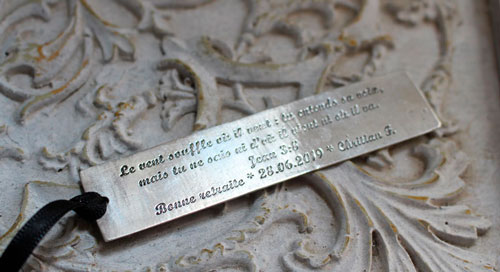 Le vent souffle où il veut : tu entends sa voix,
mais tu ne sais ni d'où il vient ni où il va.
Jean 3:8
Bonne retraite * 28.06.2019 * G.